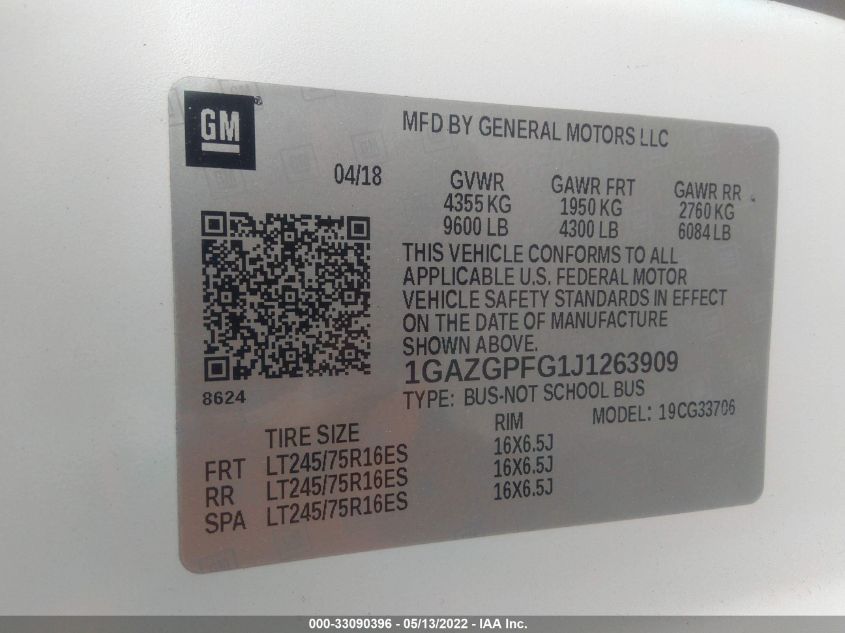 GM
MFD BY GENERAL MOTORS LLC
04/18
GVWR GAWR FRT GAWR RR
4355 KG 1950 KG 2760 KG
9600 LB 4300 LB 6084 LB
THIS VEHICLE CONFORMS TO ALL
APPLICABLE U.S. FEDERAL MOTOR
VEHICLE SAFETY STANDARDS IN EFFECT
ON THE DATE OF MANUFACTURE
SHOWN ABOVE.
1GAZGPFG1J1263909
8624
TYPE: BUS-NOT SCHOOL BUS
MODEL: 19CG33706
TIRE SIZE RIM
FRT LT245/75R16ES 16X6.5J
RR LT245/75R16ES 16X6.5J
SPA LT245/75R16ES 16X6.5J
000-33090396 - 05/13/2022 - IAA Inc.